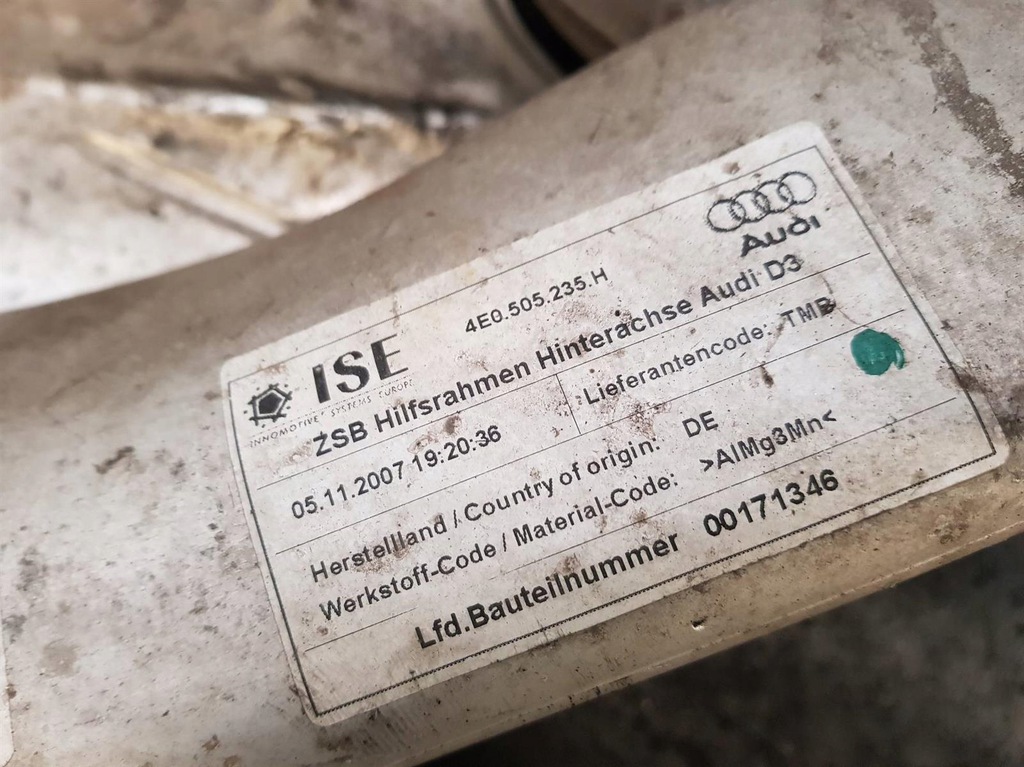 Audi
4E0.505.235.H
ISE
INNOMOTIVE SYSTEMS EUROPE
ZSB Hilfsrahmen Hinterachse Audi D3
05.11.2007 19:20:36
Lieferantencode: TMB
Herstellland / Country of origin: DE
Werkstoff-Code / Material-Code: >AlMg3Mn<
Lfd.Bauteilnummer 00171346